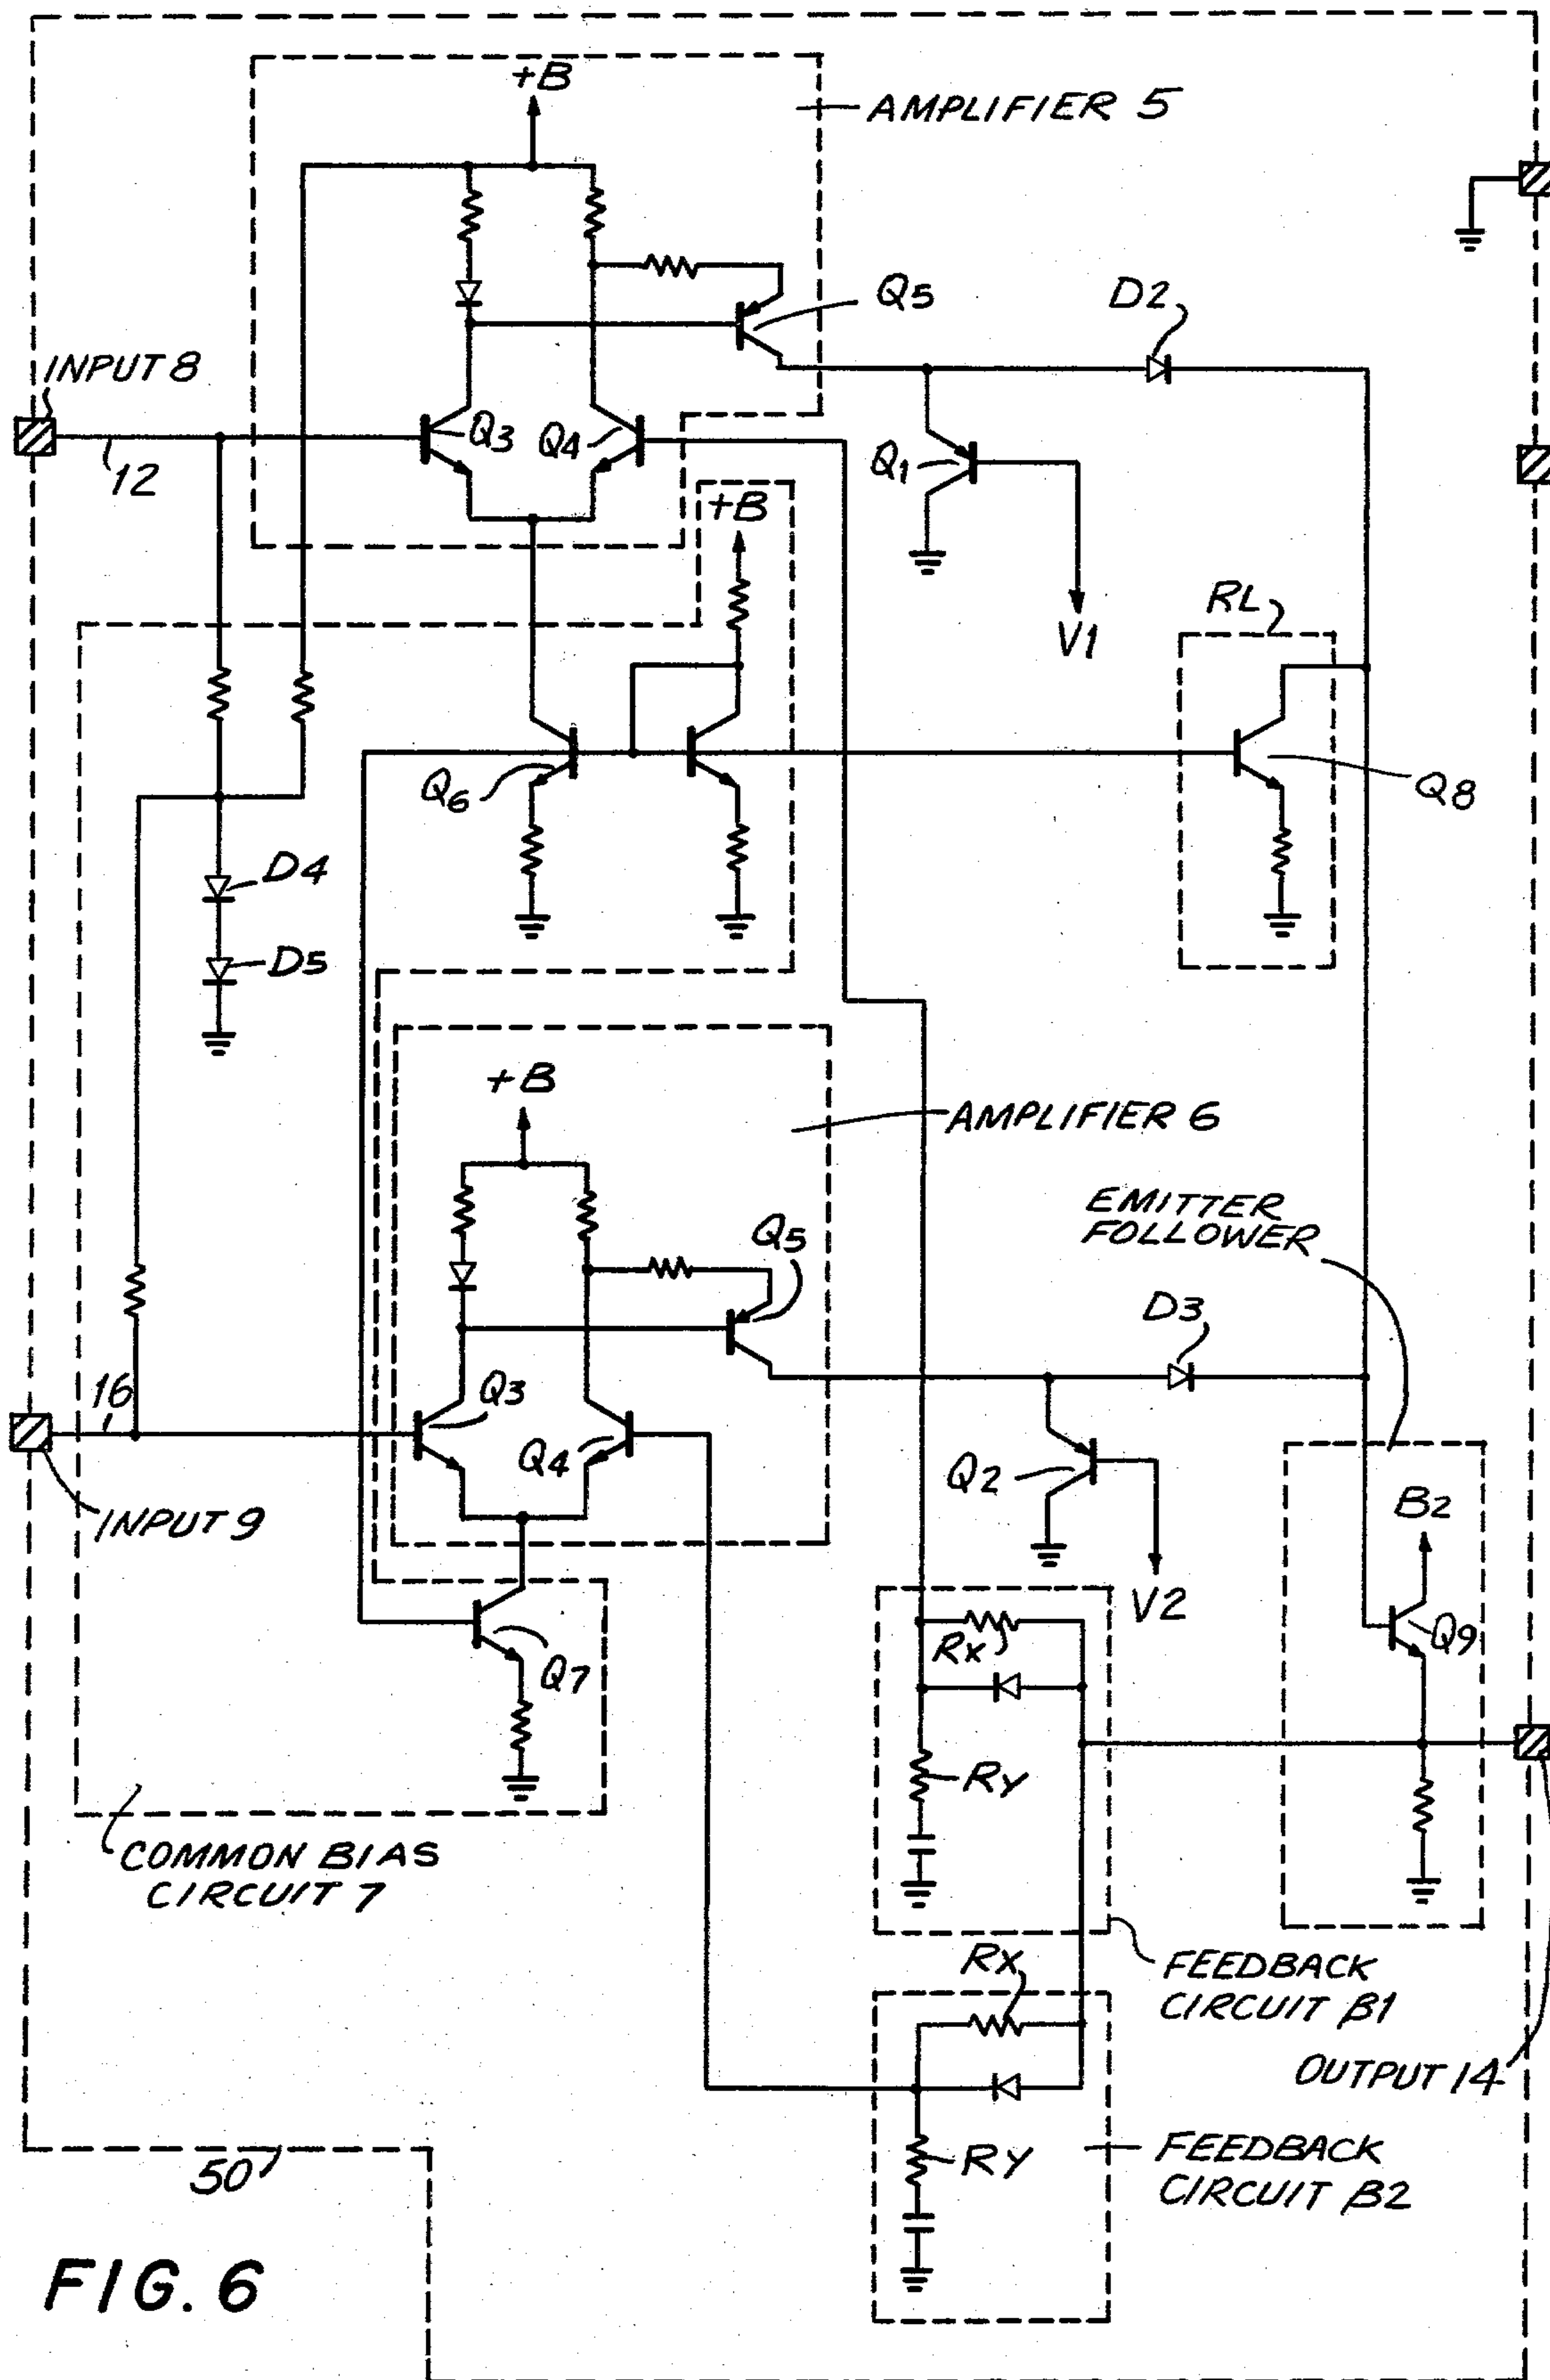 +B
AMPLIFIER 5
Q5
D2
INPUT 8
Q3
Q4
12
Q1
+B
V1
RL
Q6
Q8
D4
D5
+B
AMPLIFIER 6
EMITTER
FOLLOWER
Q5
D3
16
Q3
Q4
Q2
INPUT 9
B2
V2
RX
Q9
Q7
RY
COMMON BIAS
CIRCUIT 7
FEEDBACK
CIRCUIT β1
RX
OUTPUT 14
RY
FEEDBACK
CIRCUIT β2
50
FIG. 6